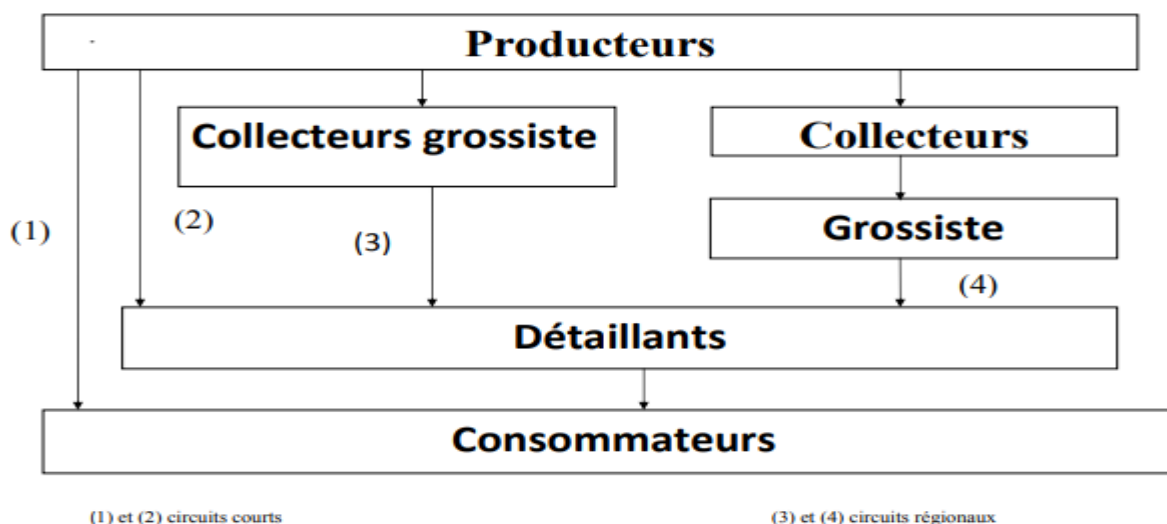 Producteurs
Collecteurs grossiste
Collecteurs
(1)
(2)
(3)
Grossiste
(4)
Détaillants
Consommateurs
(1) et (2) circuits courts
(3) et (4) circuits régionaux